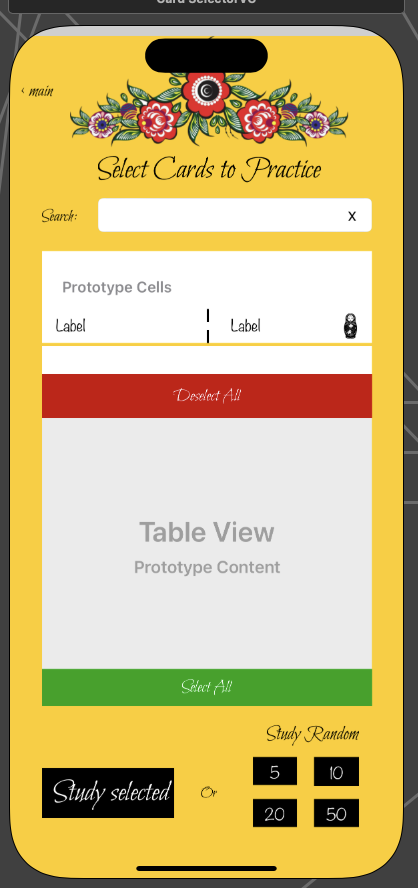 Card SelectorVC
‹ main
Select Cards to Practice
Search:
X
Prototype Cells
Label
Label
Deselect All
Table View
Prototype Content
Select All
Study Random
Study selected
Or
5
10
20
50